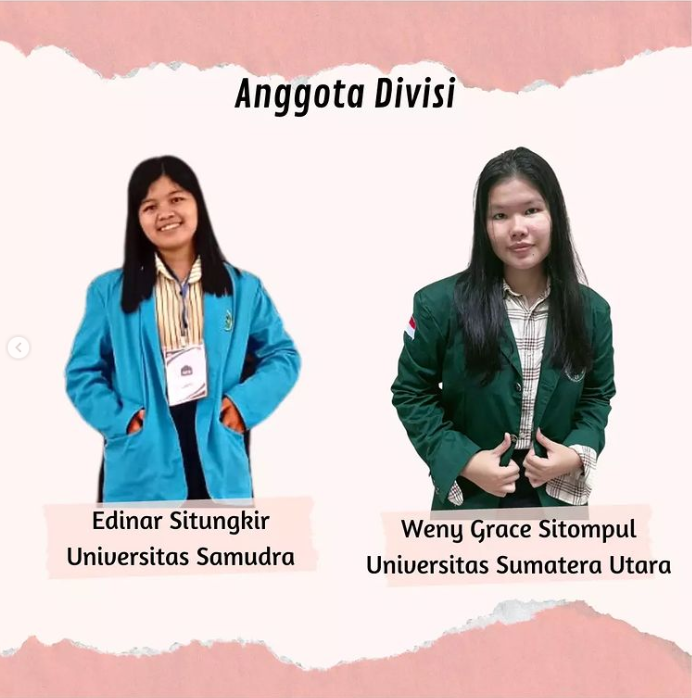 Anggota Divisi
Edinar Situngkir
Universitas Samudra
Weny Grace Sitompul
Universitas Sumatera Utara